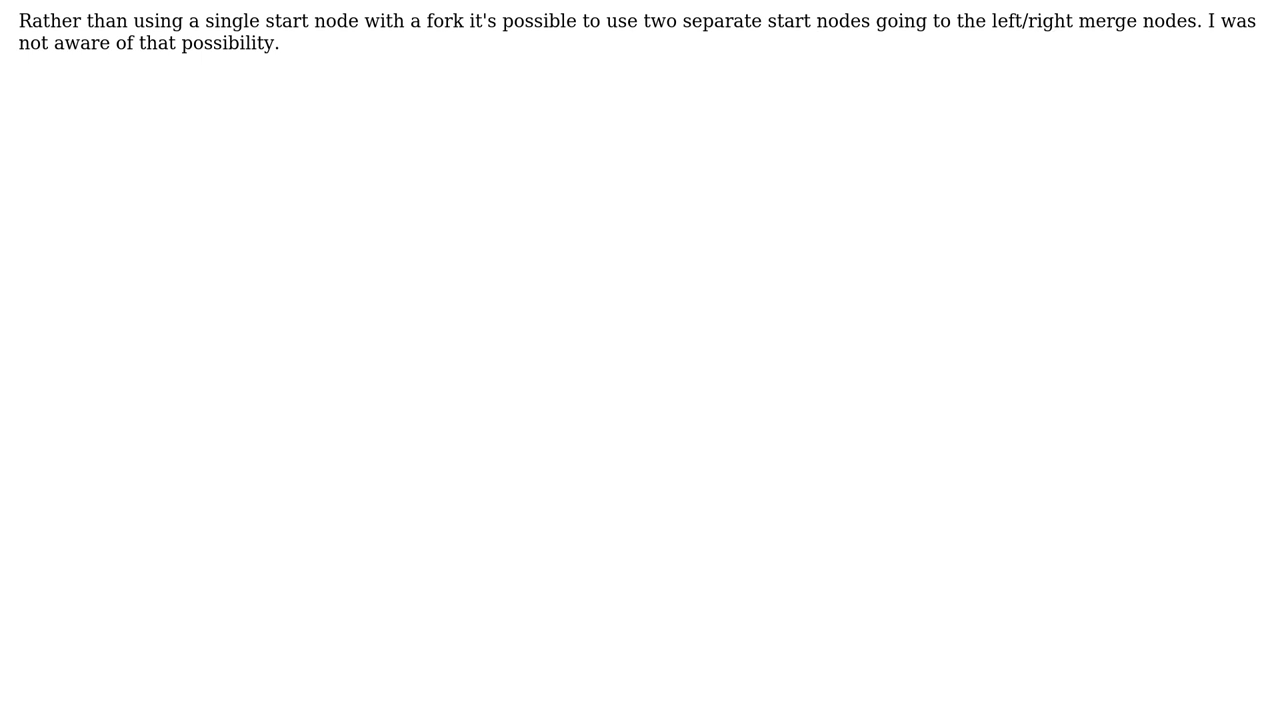 Rather than using a single start node with a fork it's possible to use two separate start nodes going to the left/right merge nodes. I was
not aware of that possibility.